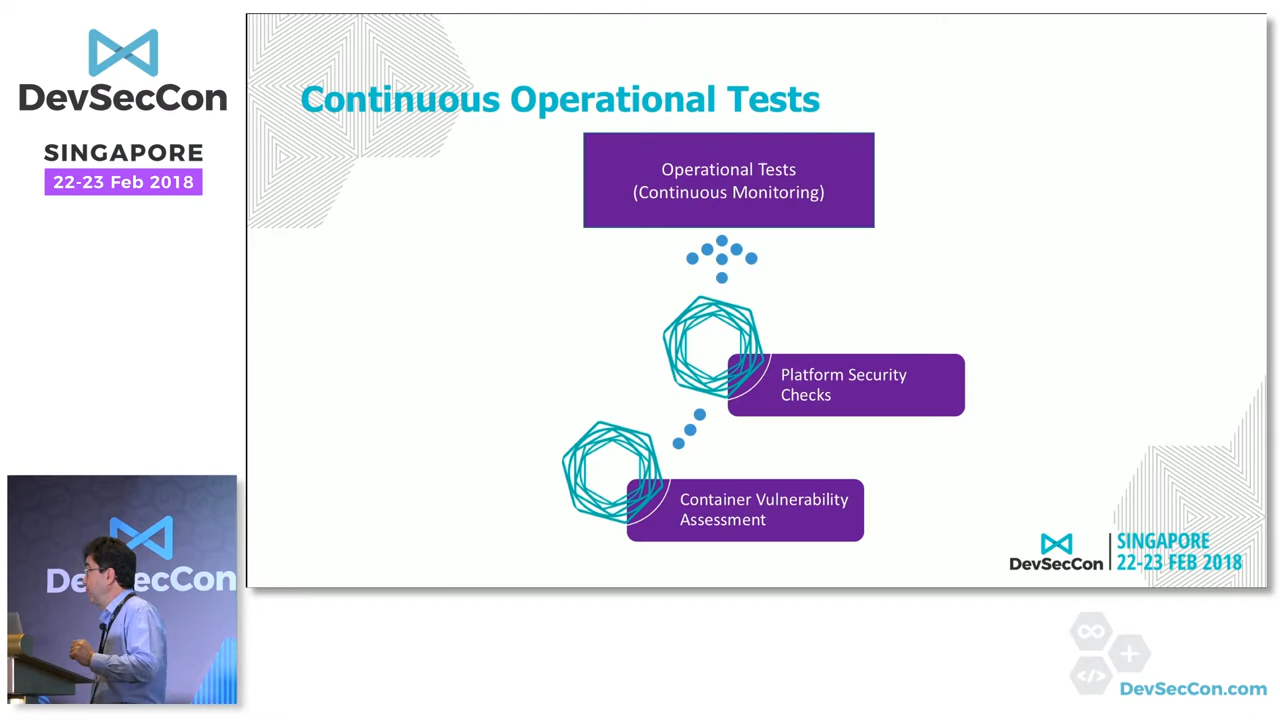 DevSecCon
SINGAPORE
22-23 Feb 2018
Continuous Operational Tests
Operational Tests
(Continuous Monitoring)
Platform Security
Checks
Container Vulnerability
Assessment
DevSecCon
SINGAPORE
22-23 FEB 2018
DevSecCon
DevSecCon.com